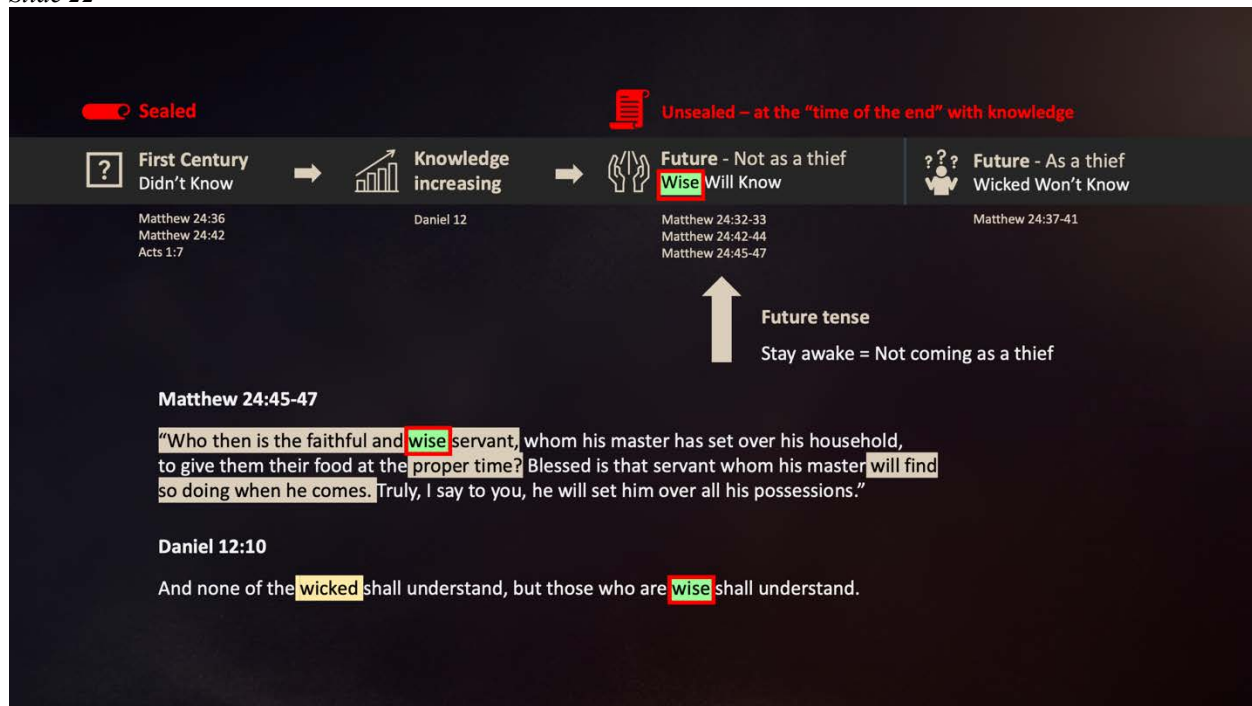 Slide 22
Sealed
Unsealed – at the “time of the end” with knowledge
?
First Century
Didn’t Know
Knowledge
increasing
Future - Not as a thief
Wise Will Know
???
Future - As a thief
Wicked Won’t Know
Matthew 24:36
Matthew 24:42
Acts 1:7
Daniel 12
Matthew 24:32-33
Matthew 24:42-44
Matthew 24:45-47
Matthew 24:37-41
Future tense
Stay awake = Not coming as a thief
Matthew 24:45-47
“Who then is the faithful and wise servant, whom his master has set over his household,
to give them their food at the proper time? Blessed is that servant whom his master will find
so doing when he comes. Truly, I say to you, he will set him over all his possessions.”
Daniel 12:10
And none of the wicked shall understand, but those who are wise shall understand.